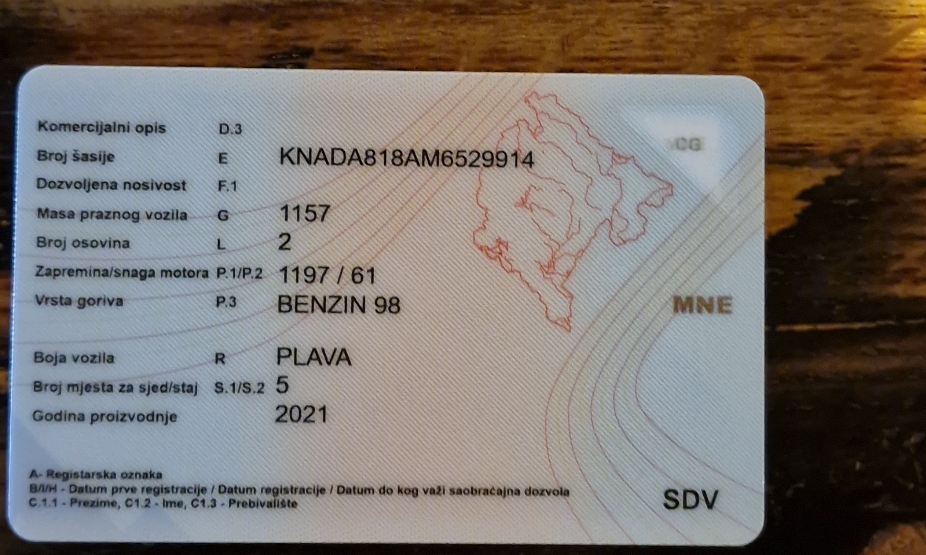 Komercijalni opis D.3
CG
Broj šasije E KNADA818AM6529914
Dozvoljena nosivost F.1
Masa praznog vozila G 1157
Broj osovina L 2
Zapremina/snaga motora P.1/P.2 1197 / 61
Vrsta goriva P.3 BENZIN 98
MNE
Boja vozila R PLAVA
Broj mjesta za sjed/staj S.1/S.2 5
Godina proizvodnje 2021
A- Registarska oznaka
B/I/H - Datum prve registracije / Datum registracije / Datum do kog važi saobraćajna dozvola
C.1.1 - Prezime, C1.2 - Ime, C1.3 - Prebivalište
SDV